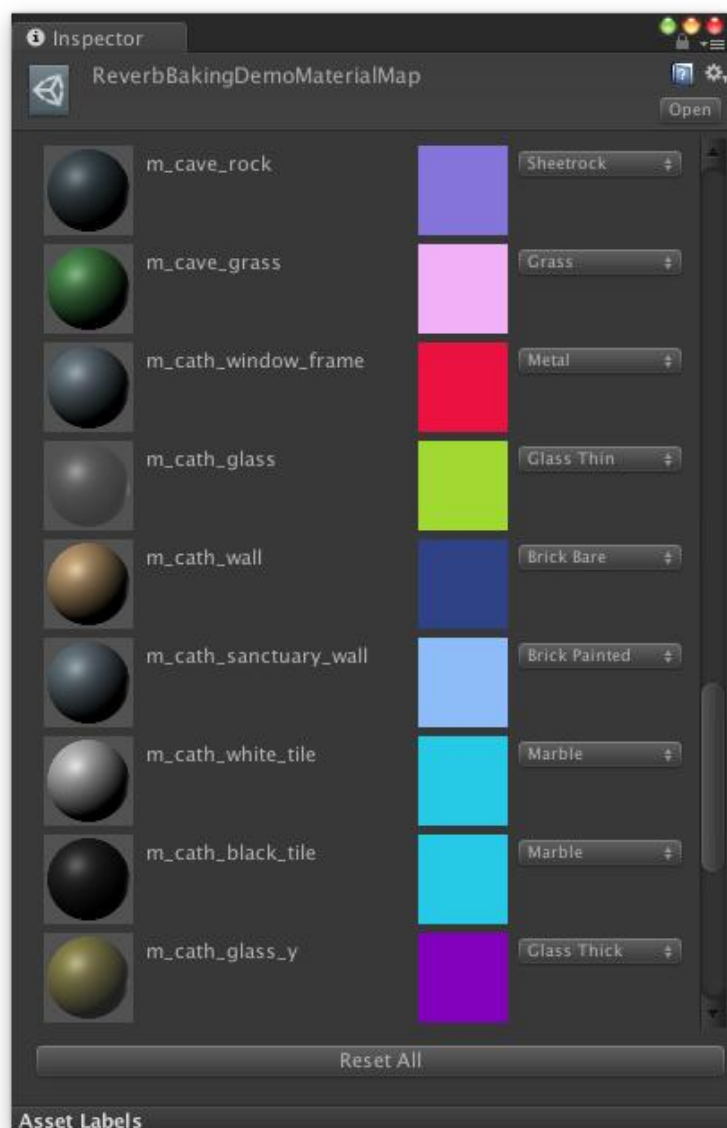 Inspector
ReverbBakingDemoMaterialMap
Open
m_cave_rock Sheetrock
m_cave_grass Grass
m_cath_window_frame Metal
m_cath_glass Glass Thin
m_cath_wall Brick Bare
m_cath_sanctuary_wall Brick Painted
m_cath_white_tile Marble
m_cath_black_tile Marble
m_cath_glass_y Glass Thick
Reset All
Asset Labels